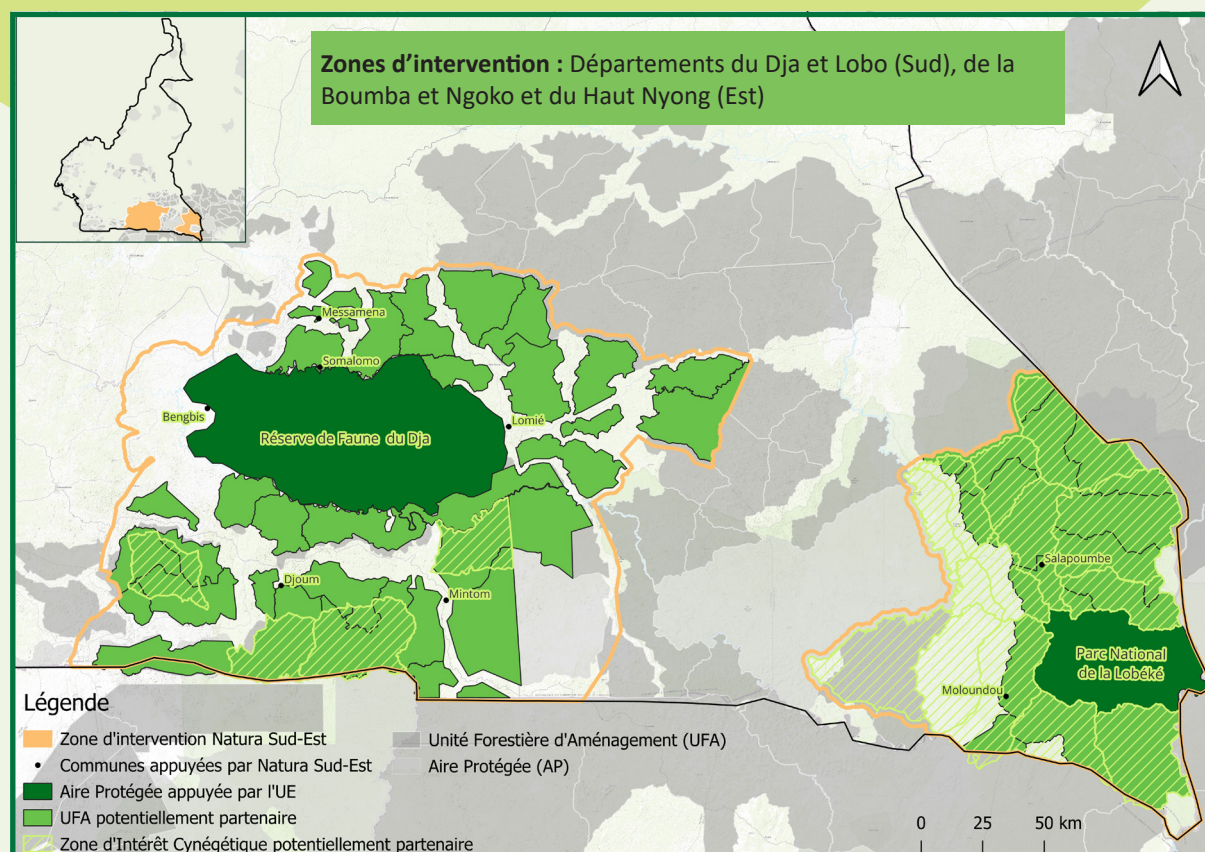 Zones d'intervention : Départements du Dja et Lobo (Sud), de la
Boumba et Ngoko et du Haut Nyong (Est)
Messamena
Somalomo
Bengbis
Lomié
Réserve de Faune du Dja
Djoum
Mintom
Salapoumbe
Parc National
de la Lobéké
Moloundou
Légende
Zone d'intervention Natura Sud-Est
Communes appuyées par Natura Sud-Est
Aire Protégée appuyée par l'UE
UFA potentiellement partenaire
Zone d'Intérêt Cynégétique potentiellement partenaire
Unité Forestière d'Aménagement (UFA)
Aire Protégée (AP)
0 25 50 km